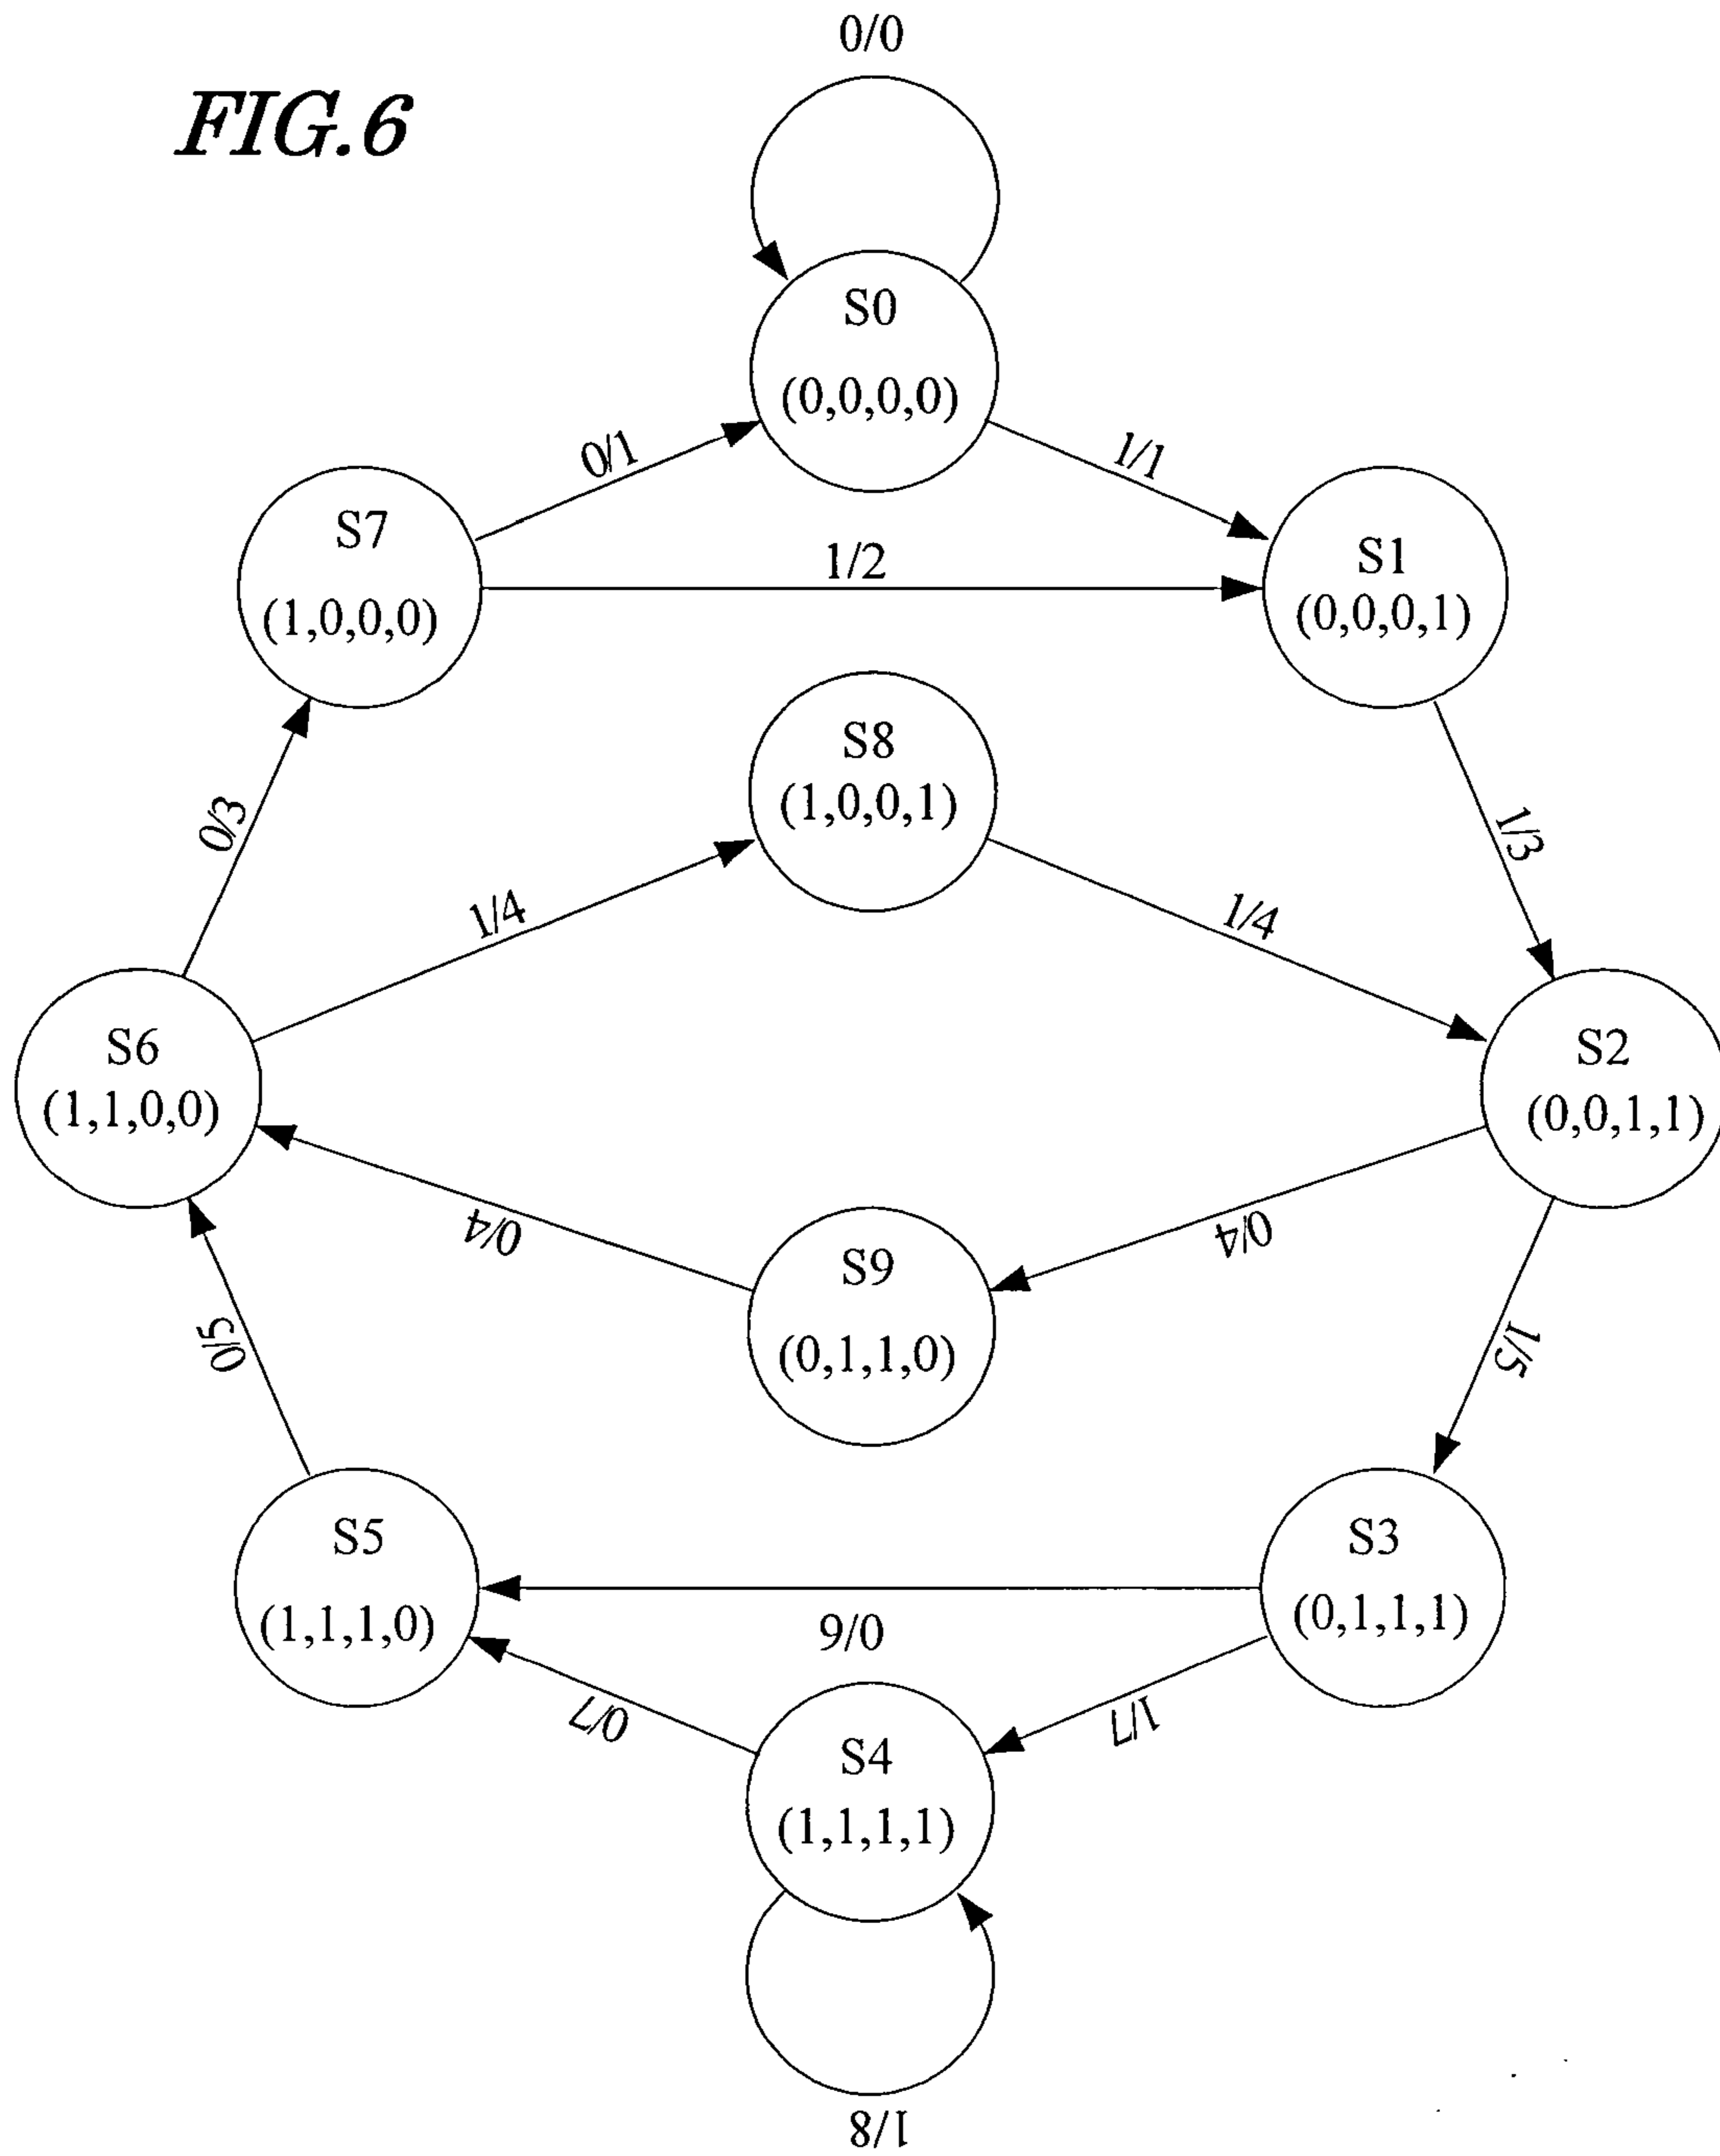 FIG.6
0/0
S0
(0,0,0,0)
0/1
1/1
S7
(1,0,0,0)
1/2
S1
(0,0,0,1)
S8
(1,0,0,1)
0/3
1/3
1/4
1/4
S6
(1,1,0,0)
S2
(0,0,1,1)
0/4
0/4
S9
(0,1,1,0)
0/5
1/5
S5
(1,1,1,0)
S3
(0,1,1,1)
0/6
0/7
1/7
S4
(1,1,1,1)
1/8